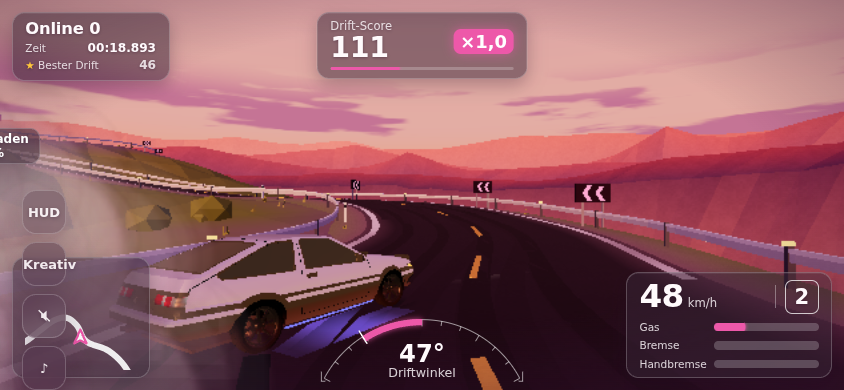 Online 0
Zeit 00:18.893
★ Bester Drift 46
Drift-Score
111
×1,0
aden
%
HUD
Kreativ
♪
47°
Driftwinkel
48 km/h
2
Gas
Bremse
Handbremse